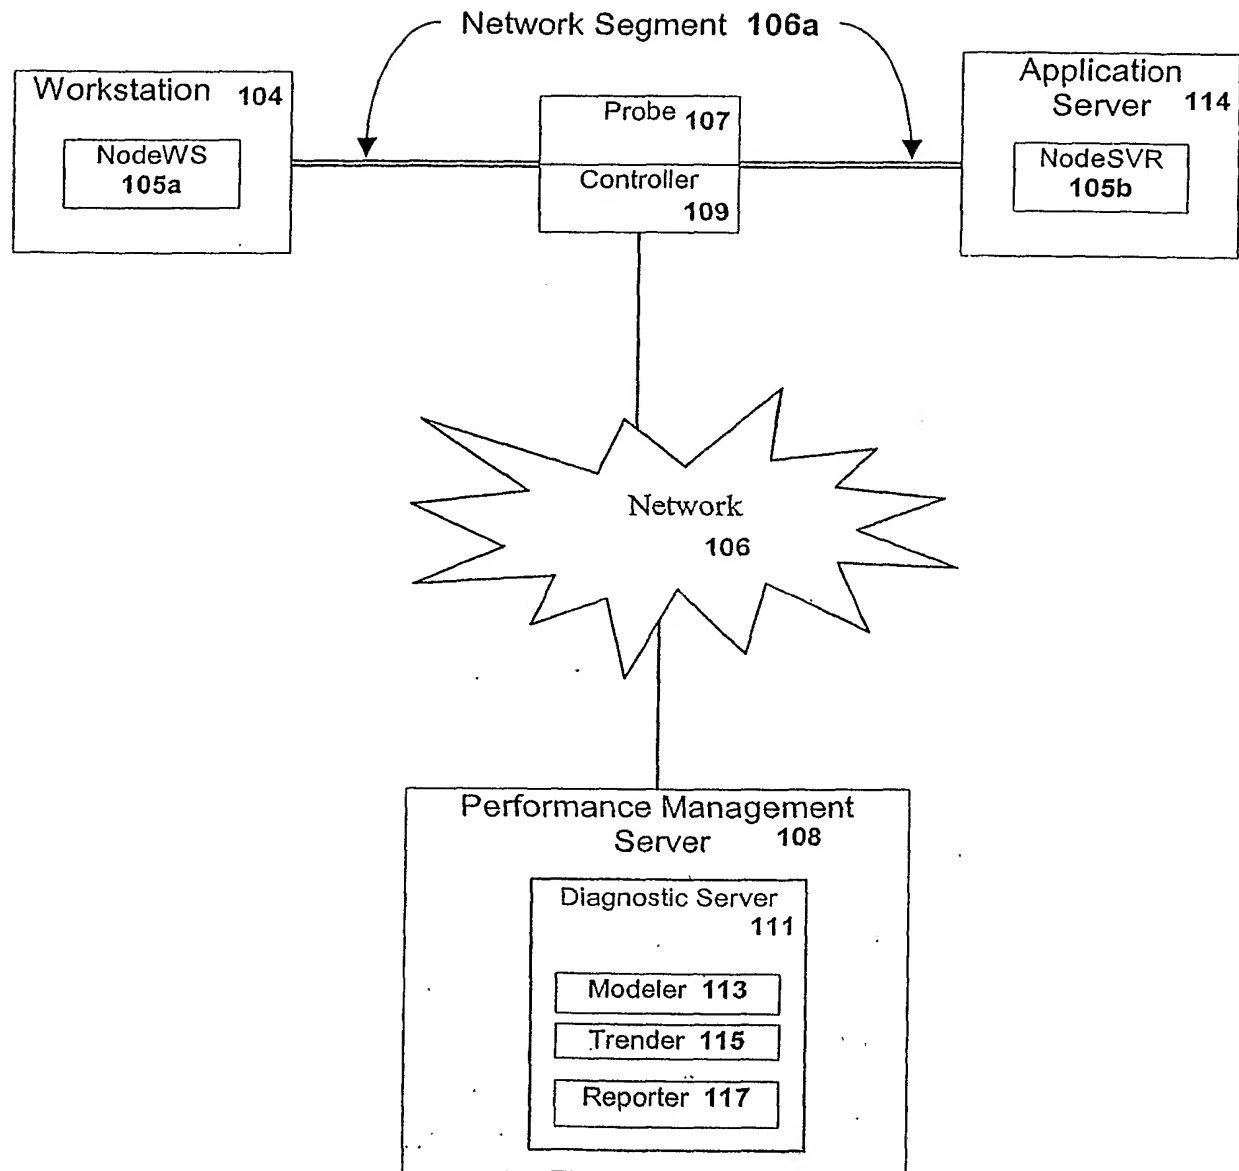 Network Segment 106a
Workstation 104
NodeWS
105a
Probe 107
Controller
109
Application
Server 114
NodeSVR
105b
Network
106
Performance Management
Server 108
Diagnostic Server
111
Modeler 113
Trender 115
Reporter 117